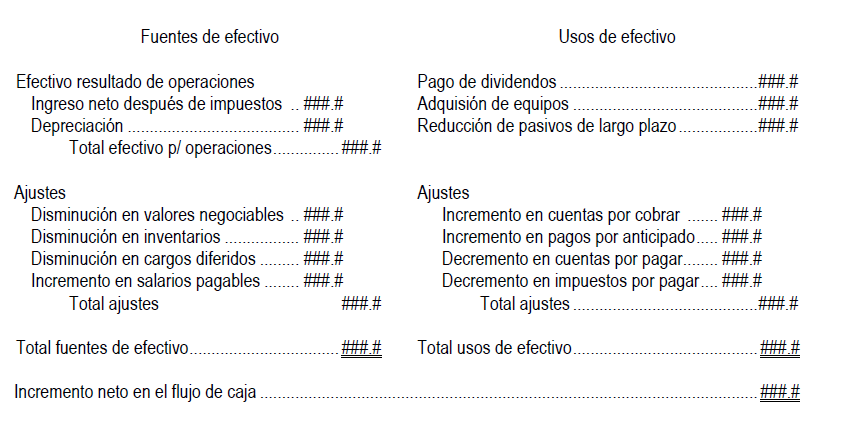 Fuentes de efectivo
Usos de efectivo
Efectivo resultado de operaciones
Ingreso neto después de impuestos .. ###.#
Depreciación ....................................... ###.#
Total efectivo p/ operaciones............... ###.#
Pago de dividendos .............................................###.#
Adquisión de equipos ...........................................###.#
Reducción de pasivos de largo plazo..................###.#
Ajustes
Disminución en valores negociables .. ###.#
Disminución en inventarios ................. ###.#
Disminución en cargos diferidos ......... ###.#
Incremento en salarios pagables ........ ###.#
Total ajustes ###.#
Ajustes
Incremento en cuentas por cobrar ....... ###.#
Incremento en pagos por anticipado..... ###.#
Decremento en cuentas por pagar........ ###.#
Decremento en impuestos por pagar.... ###.#
Total ajustes ..........................................###.#
Total fuentes de efectivo.................................. ###.#
Total usos de efectivo.......................................... ###.#
Incremento neto en el flujo de caja ................................................................................................................. ###.#